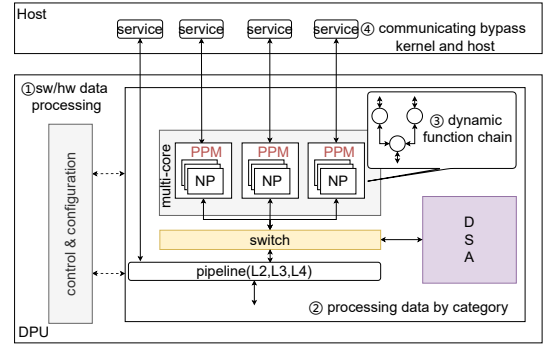 Host
service service service service
④ communicating bypass
kernel and host
①sw/hw data
processing
③ dynamic
function chain
multi-core
PPM PPM PPM
NP NP NP
control & configuration
switch
D
S
A
pipeline(L2,L3,L4)
② processing data by category
DPU